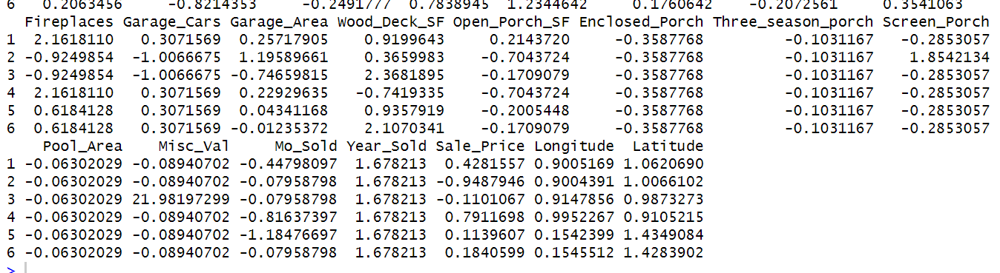 6    0.2063456    -0.8214353    -0.2491777  0.7838945  1.2344642    0.1760642    -0.2072561    0.3541063
  Fireplaces Garage_Cars Garage_Area Wood_Deck_SF Open_Porch_SF Enclosed_Porch Three_season_porch Screen_Porch
1  2.1618110   0.3071569  0.25717905    0.9199643     0.2143720     -0.3587768         -0.1031167   -0.2853057
2 -0.9249854  -1.0066675  1.19589661    0.3659983    -0.7043724     -0.3587768         -0.1031167    1.8542134
3 -0.9249854  -1.0066675 -0.74659815    2.3681895    -0.1709079     -0.3587768         -0.1031167   -0.2853057
4  2.1618110   0.3071569  0.22929635   -0.7419335    -0.7043724     -0.3587768         -0.1031167   -0.2853057
5  0.6184128   0.3071569  0.04341168    0.9357919    -0.2005448     -0.3587768         -0.1031167   -0.2853057
6  0.6184128   0.3071569 -0.01235372    2.1070341    -0.1709079     -0.3587768         -0.1031167   -0.2853057
    Pool_Area    Misc_Val     Mo_Sold Year_Sold Sale_Price Longitude  Latitude
1 -0.06302029 -0.08940702 -0.44798097  1.678213  0.4281557 0.9005169 1.0620690
2 -0.06302029 -0.08940702 -0.07958798  1.678213 -0.9487946 0.9004391 1.0066102
3 -0.06302029 21.98197299 -0.07958798  1.678213 -0.1101067 0.9147856 0.9873273
4 -0.06302029 -0.08940702 -0.81637397  1.678213  0.7911698 0.9952267 0.9105215
5 -0.06302029 -0.08940702 -1.18476697  1.678213  0.1139607 0.1542399 1.4349084
6 -0.06302029 -0.08940702 -0.07958798  1.678213  0.1840599 0.1545512 1.4283902
>